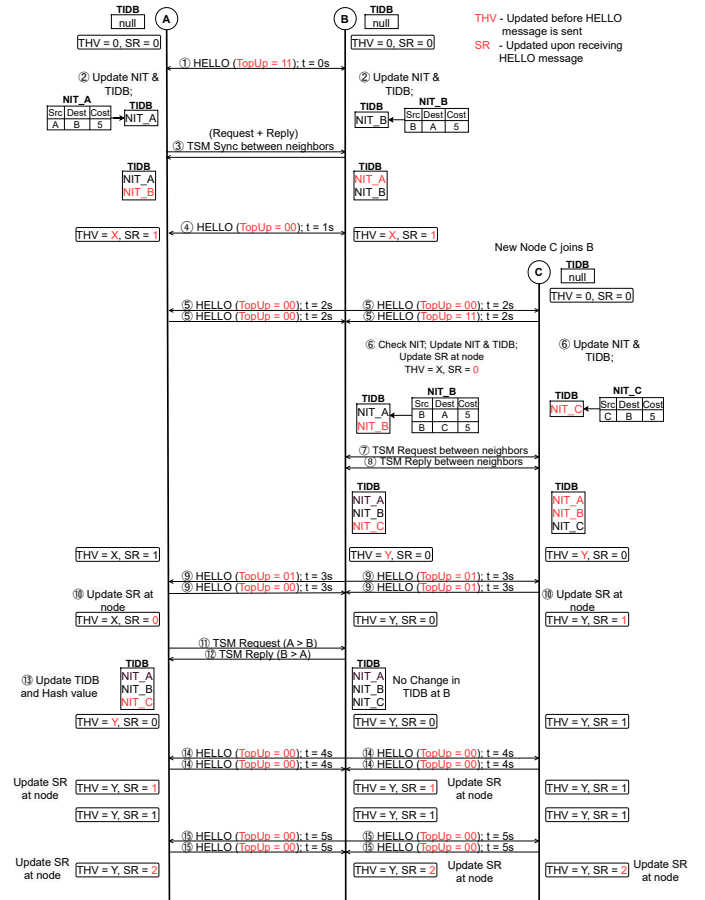 TIDB
null
A
TIDB
null
B
THV - Updated before HELLO
message is sent
SR - Updated upon receiving
HELLO message
THV = 0, SR = 0
THV = 0, SR = 0
① HELLO (TopUp = 11); t = 0s
② Update NIT &
TIDB;
② Update NIT &
TIDB;
NIT_A
Src Dest Cost
A B 5
TIDB
NIT_A
TIDB
NIT_B
NIT_B
Src Dest Cost
B A 5
(Request + Reply)
③ TSM Sync between neighbors
TIDB
NIT_A
NIT_B
TIDB
NIT_A
NIT_B
THV = X, SR = 1
④ HELLO (TopUp = 00); t = 1s
THV = X, SR = 1
New Node C joins B
C
TIDB
null
THV = 0, SR = 0
⑤ HELLO (TopUp = 00); t = 2s
⑤ HELLO (TopUp = 00); t = 2s
⑤ HELLO (TopUp = 00); t = 2s
⑤ HELLO (TopUp = 11); t = 2s
⑥ Check NIT; Update NIT & TIDB;
Update SR at node
THV = X, SR = 0
⑥ Update NIT &
TIDB;
TIDB
NIT_A
NIT_B
NIT_B
Src Dest Cost
B A 5
B C 5
TIDB
NIT_C
NIT_C
Src Dest Cost
C B 5
⑦ TSM Request between neighbors
⑧ TSM Reply between neighbors
TIDB
NIT_A
NIT_B
NIT_C
TIDB
NIT_A
NIT_B
NIT_C
THV = X, SR = 1
THV = Y, SR = 0
THV = Y, SR = 0
⑨ HELLO (TopUp = 01); t = 3s
⑨ HELLO (TopUp = 01); t = 3s
⑨ HELLO (TopUp = 00); t = 3s
⑨ HELLO (TopUp = 01); t = 3s
⑩ Update SR at
node
⑩ Update SR at
node
THV = X, SR = 0
THV = Y, SR = 0
THV = Y, SR = 1
⑪ TSM Request (A > B)
⑫ TSM Reply (B > A)
⑬ Update TIDB
and Hash value
TIDB
NIT_A
NIT_B
NIT_C
TIDB
NIT_A
NIT_B
NIT_C
No Change in
TIDB at B
THV = Y, SR = 0
THV = Y, SR = 0
THV = Y, SR = 1
⑭ HELLO (TopUp = 00); t = 4s
⑭ HELLO (TopUp = 00); t = 4s
⑭ HELLO (TopUp = 00); t = 4s
⑭ HELLO (TopUp = 00); t = 4s
Update SR
at node
THV = Y, SR = 1
THV = Y, SR = 1
Update SR
at node
THV = Y, SR = 1
THV = Y, SR = 1
THV = Y, SR = 1
THV = Y, SR = 1
⑮ HELLO (TopUp = 00); t = 5s
⑮ HELLO (TopUp = 00); t = 5s
⑮ HELLO (TopUp = 00); t = 5s
⑮ HELLO (TopUp = 00); t = 5s
Update SR
at node
THV = Y, SR = 2
THV = Y, SR = 2
Update SR
at node
THV = Y, SR = 2
Update SR
at node